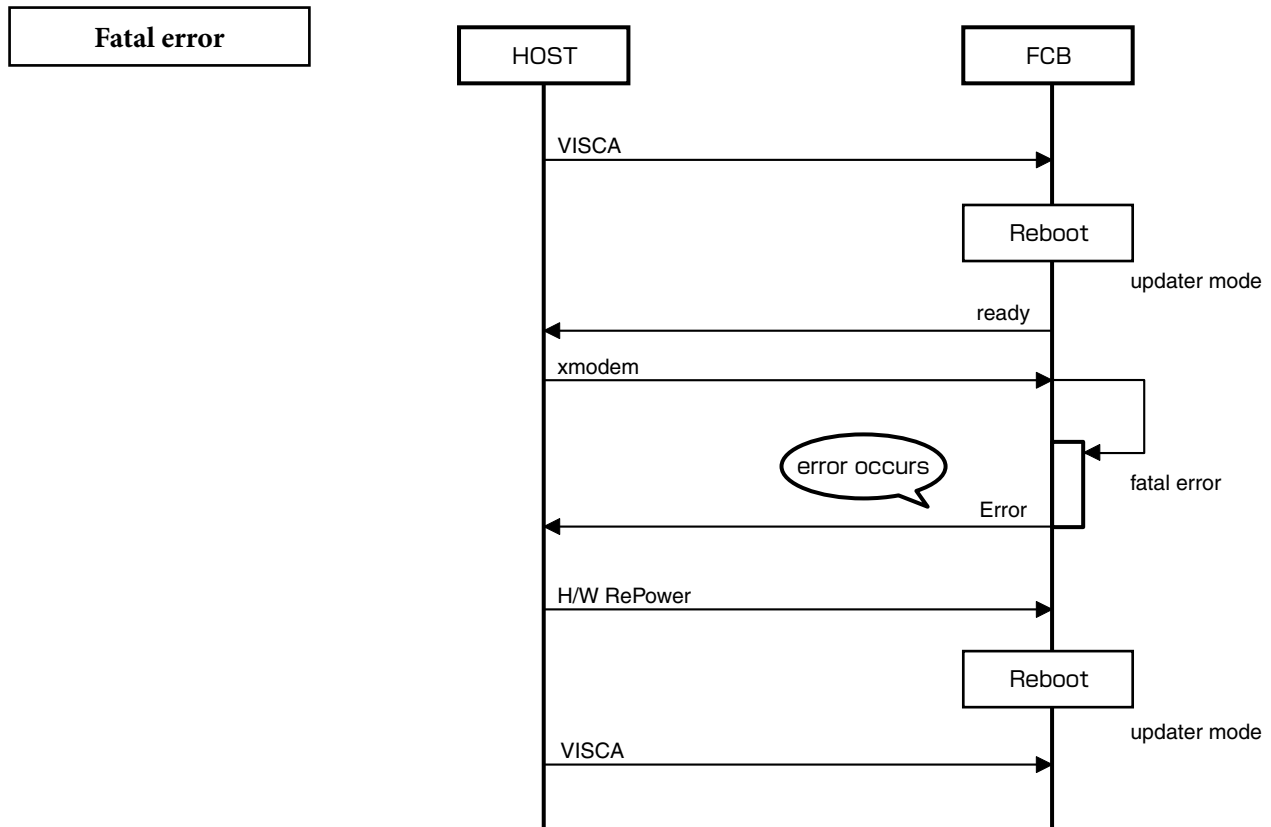 Fatal error
HOST
FCB
VISCA
Reboot
updater mode
ready
xmodem
error occurs
fatal error
Error
H/W RePower
Reboot
updater mode
VISCA